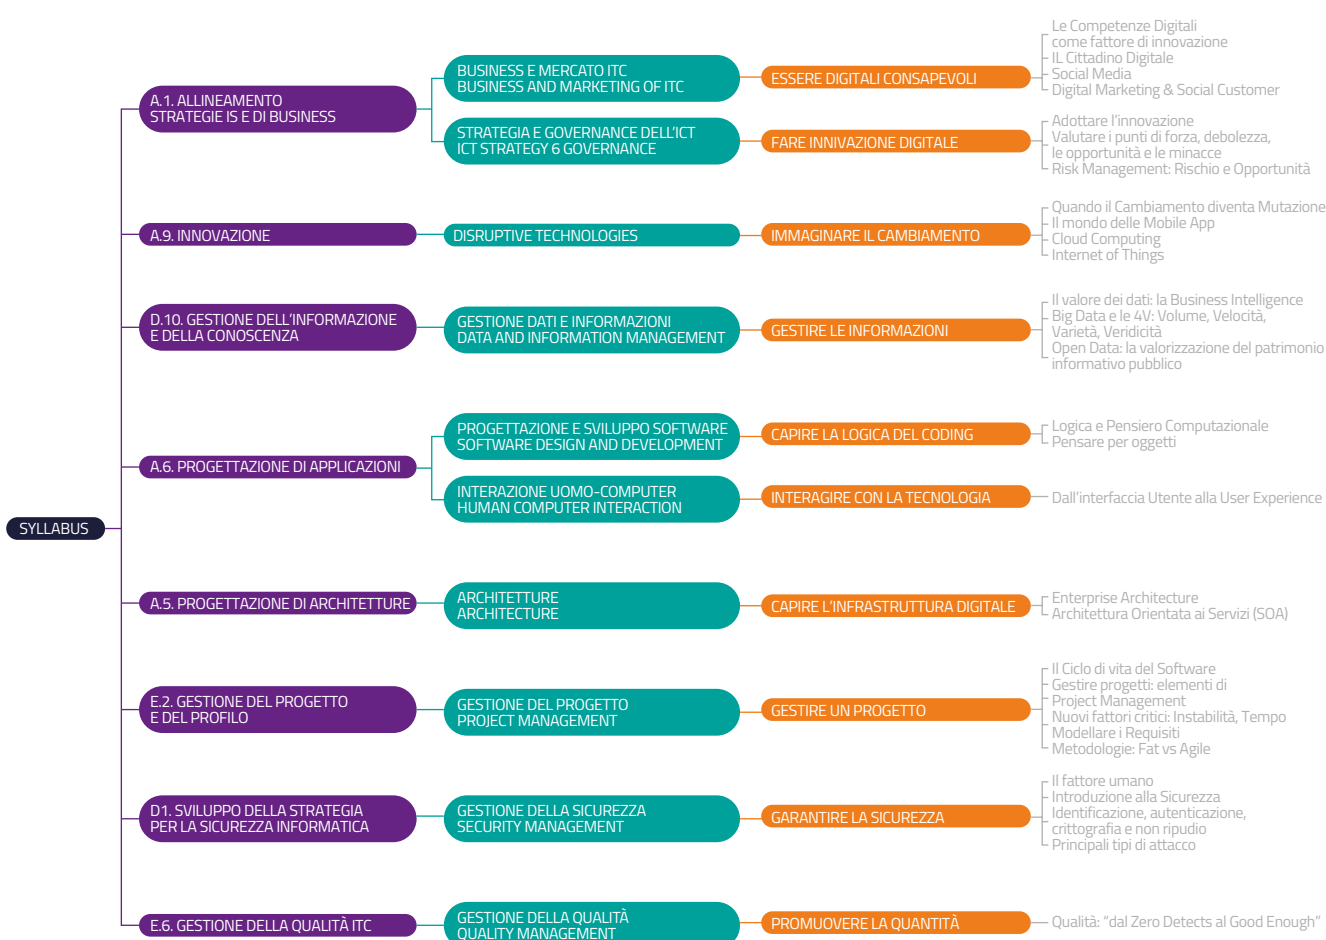 SYLLABUS
A.1. ALLINEAMENTO
STRATEGIE IS E DI BUSINESS
BUSINESS E MERCATO ITC
BUSINESS AND MARKETING OF ITC
ESSERE DIGITALI CONSAPEVOLI
Le Competenze Digitali
come fattore di innovazione
IL Cittadino Digitale
Social Media
Digital Marketing & Social Customer
STRATEGIA E GOVERNANCE DELL'ICT
ICT STRATEGY 6 GOVERNANCE
FARE INNIVAZIONE DIGITALE
Adottare l'innovazione
Valutare i punti di forza, debolezza,
le opportunità e le minacce
Risk Management: Rischio e Opportunità
A.9. INNOVAZIONE
DISRUPTIVE TECHNOLOGIES
IMMAGINARE IL CAMBIAMENTO
Quando il Cambiamento diventa Mutazione
Il mondo delle Mobile App
Cloud Computing
Internet of Things
D.10. GESTIONE DELL'INFORMAZIONE
E DELLA CONOSCENZA
GESTIONE DATI E INFORMAZIONI
DATA AND INFORMATION MANAGEMENT
GESTIRE LE INFORMAZIONI
Il valore dei dati: la Business Intelligence
Big Data e le 4V: Volume, Velocità,
Varietà, Veridicità
Open Data: la valorizzazione del patrimonio
informativo pubblico
A.6. PROGETTAZIONE DI APPLICAZIONI
PROGETTAZIONE E SVILUPPO SOFTWARE
SOFTWARE DESIGN AND DEVELOPMENT
CAPIRE LA LOGICA DEL CODING
Logica e Pensiero Computazionale
Pensare per oggetti
INTERAZIONE UOMO-COMPUTER
HUMAN COMPUTER INTERACTION
INTERAGIRE CON LA TECNOLOGIA
Dall'interfaccia Utente alla User Experience
A.5. PROGETTAZIONE DI ARCHITETTURE
ARCHITETTURE
ARCHITECTURE
CAPIRE L'INFRASTRUTTURA DIGITALE
Enterprise Architecture
Architettura Orientata ai Servizi (SOA)
E.2. GESTIONE DEL PROGETTO
E DEL PROFILO
GESTIONE DEL PROGETTO
PROJECT MANAGEMENT
GESTIRE UN PROGETTO
Il Ciclo di vita del Software
Gestire progetti: elementi di
Project Management
Nuovi fattori critici: Instabilità, Tempo
Modellare i Requisiti
Metodologie: Fat vs Agile
D1. SVILUPPO DELLA STRATEGIA
PER LA SICUREZZA INFORMATICA
GESTIONE DELLA SICUREZZA
SECURITY MANAGEMENT
GARANTIRE LA SICUREZZA
Il fattore umano
Introduzione alla Sicurezza
Identificazione, autenticazione,
crittografia e non ripudio
Principali tipi di attacco
E.6. GESTIONE DELLA QUALITÀ ITC
GESTIONE DELLA QUALITÀ
QUALITY MANAGEMENT
PROMUOVERE LA QUANTITÀ
Qualità: "dal Zero Detects al Good Enough"